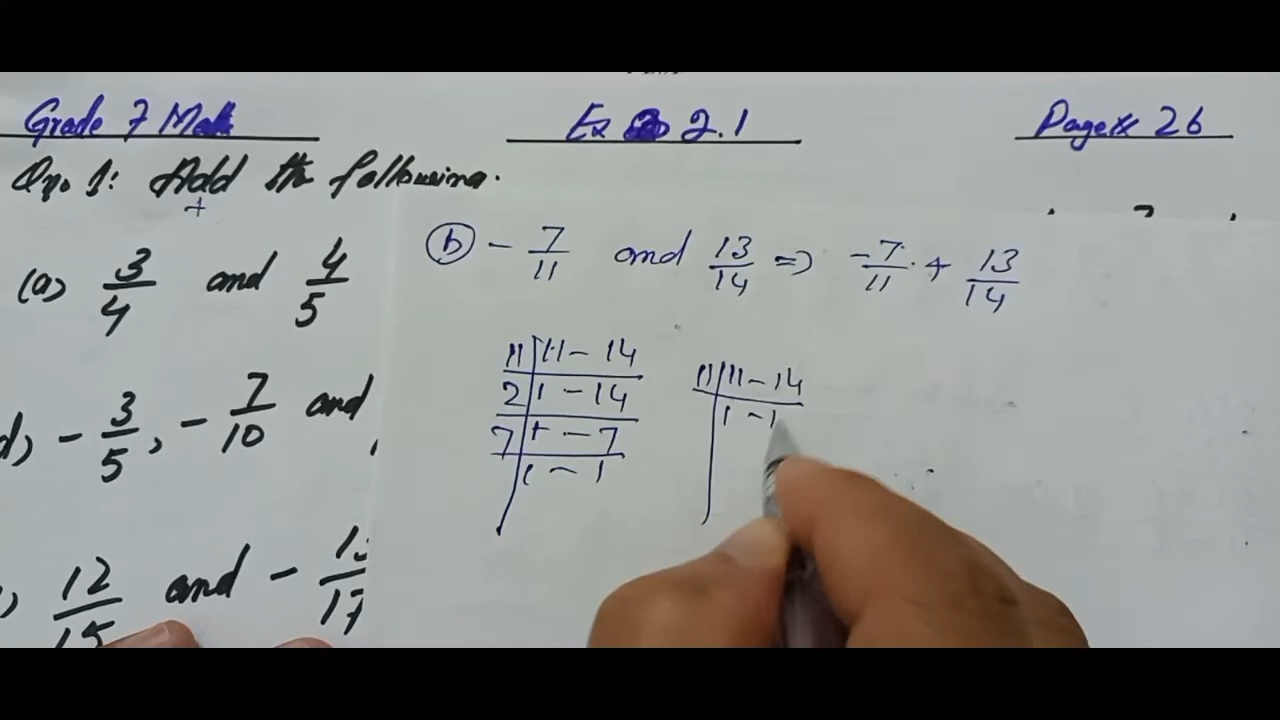 Grade 7 Math Ex 2.1 Page 26
Q no 1: Add the following.
+
(a) 3/4 and 4/5
(b) - 7/11 and 13/14 => -7/11 + 13/14
11 | 11 - 14
2 | 1 - 14
7 | 1 - 7
1 - 1
11 | 11 - 14
1 - 1
d) - 3/5, - 7/10 and
) 12/15 and - 13/17